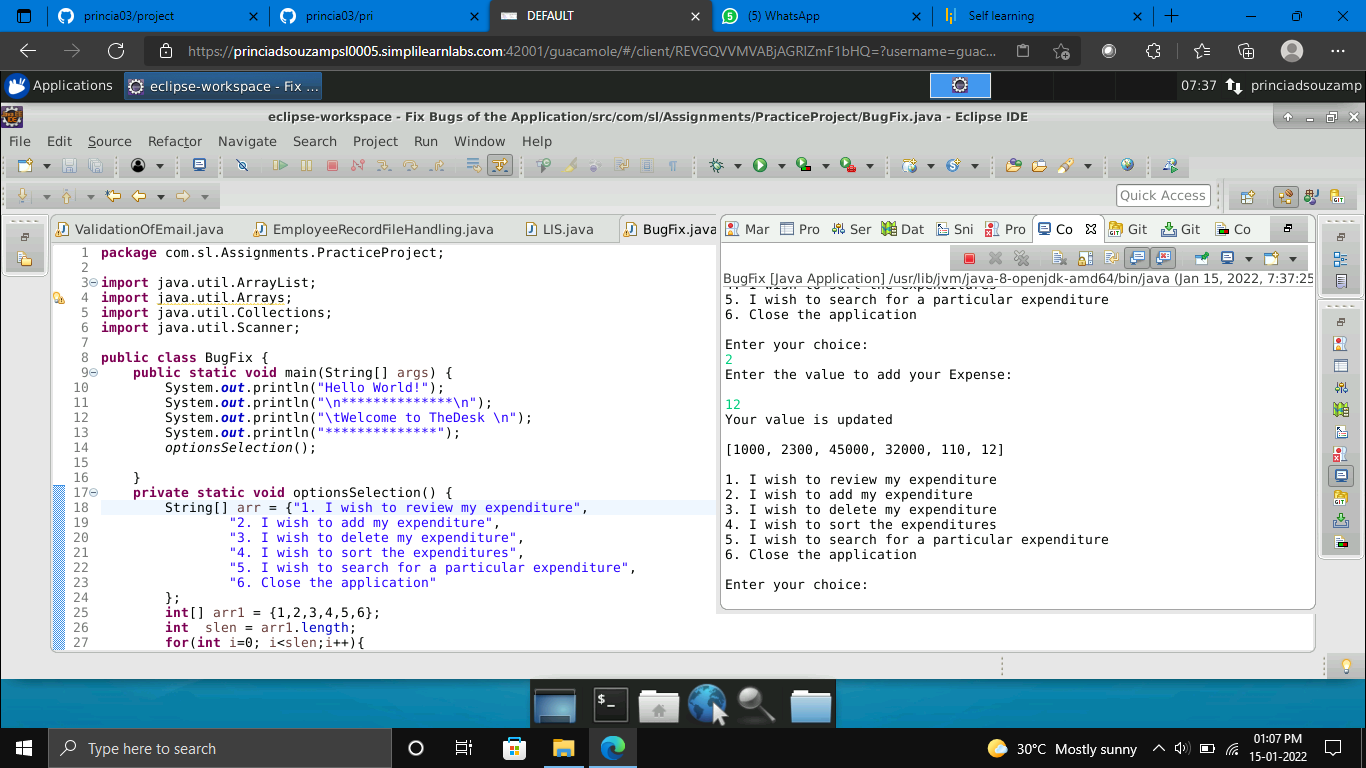 princia03/project
princia03/pri
DEFAULT
(5) WhatsApp
Self learning
https://princiadsouzampsl0005.simplilearnlabs.com:42001/guacamole/#/client/REVGQVVMVABjAGRlZmF1bHQ=?username=guac...
Applications
eclipse-workspace - Fix ...
07:37
princiadsouzamp
eclipse-workspace - Fix Bugs of the Application/src/com/sl/Assignments/PracticeProject/BugFix.java - Eclipse IDE
File Edit Source Refactor Navigate Search Project Run Window Help
Quick Access
ValidationOfEmail.java
EmployeeRecordFileHandling.java
LIS.java
BugFix.java
Mar Pro Ser Dat Sni Pro Co Git Git Co
1 package com.sl.Assignments.PracticeProject;
2
3 import java.util.ArrayList;
4 import java.util.Arrays;
5 import java.util.Collections;
6 import java.util.Scanner;
7
8 public class BugFix {
9 public static void main(String[] args) {
10 System.out.println("Hello World!");
11 System.out.println("\n**************\n");
12 System.out.println("\tWelcome to TheDesk \n");
13 System.out.println("**************");
14 optionsSelection();
15
16 }
17 private static void optionsSelection() {
18 String[] arr = {"1. I wish to review my expenditure",
19 "2. I wish to add my expenditure",
20 "3. I wish to delete my expenditure",
21 "4. I wish to sort the expenditures",
22 "5. I wish to search for a particular expenditure",
23 "6. Close the application"
24 };
25 int[] arr1 = {1,2,3,4,5,6};
26 int slen = arr1.length;
27 for(int i=0; i<slen;i++){
BugFix [Java Application] /usr/lib/jvm/java-8-openjdk-amd64/bin/java (Jan 15, 2022, 7:37:25
4. I wish to sort the expenditures
5. I wish to search for a particular expenditure
6. Close the application
Enter your choice:
2
Enter the value to add your Expense:
12
Your value is updated
[1000, 2300, 45000, 32000, 110, 12]
1. I wish to review my expenditure
2. I wish to add my expenditure
3. I wish to delete my expenditure
4. I wish to sort the expenditures
5. I wish to search for a particular expenditure
6. Close the application
Enter your choice:
Type here to search
30°C Mostly sunny
01:07 PM
15-01-2022